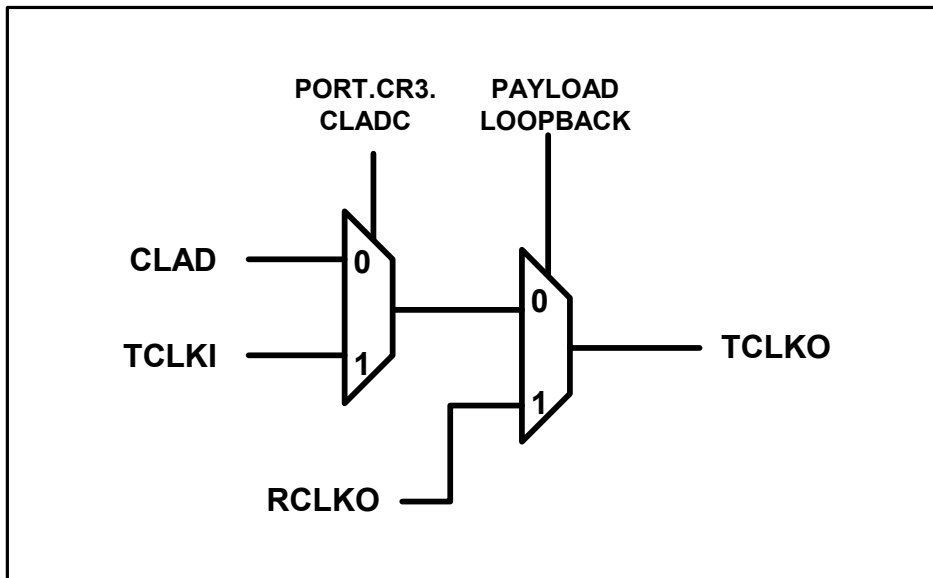 PORT.CR3.
CLADC
PAYLOAD
LOOPBACK
CLAD
0
TCLKI
1
0
1
TCLKO
RCLKO